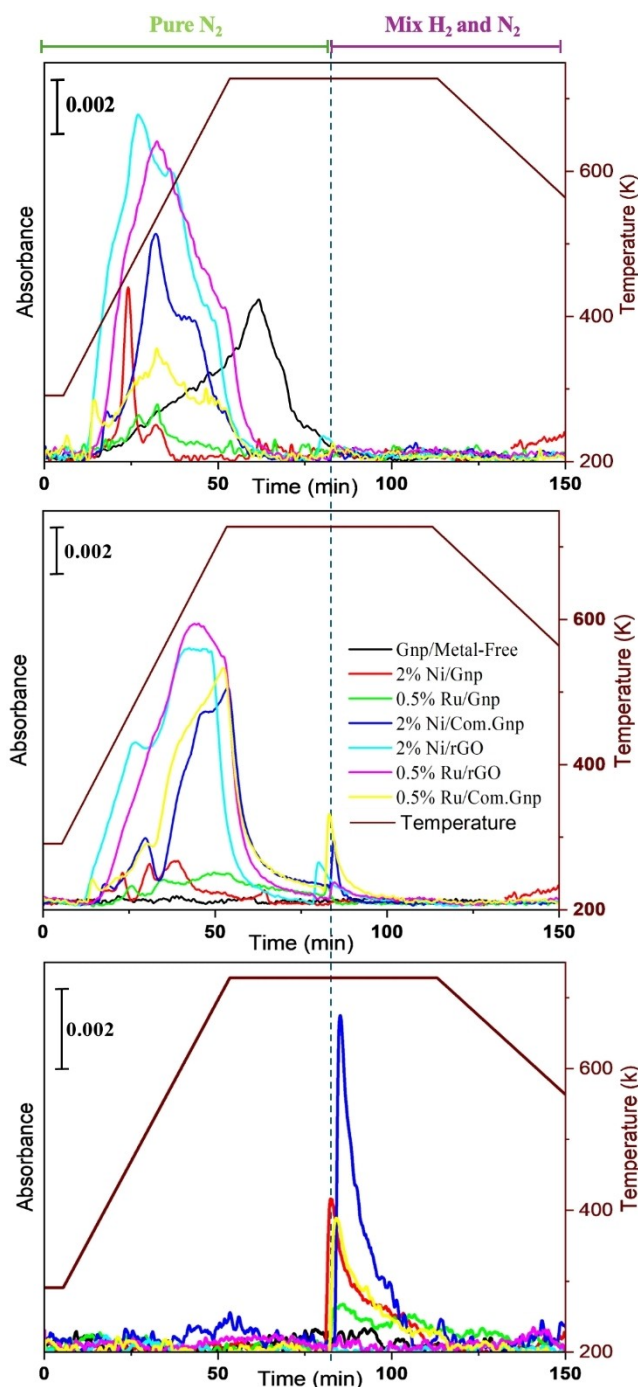 Pure N₂ Mix H₂ and N₂
0.002
Absorbance
600
400
200
Temperature (K)
0 50 100 150
Time (min)
0.002
Absorbance
Gnp/Metal-Free
2% Ni/Gnp
0.5% Ru/Gnp
2% Ni/Com.Gnp
2% Ni/rGO
0.5% Ru/rGO
0.5% Ru/Com.Gnp
Temperature
600
400
200
Temperature (K)
0 50 100 150
Time (min)
0.002
Absorbance
600
400
200
Temperature (k)
0 50 100 150
Time (min)